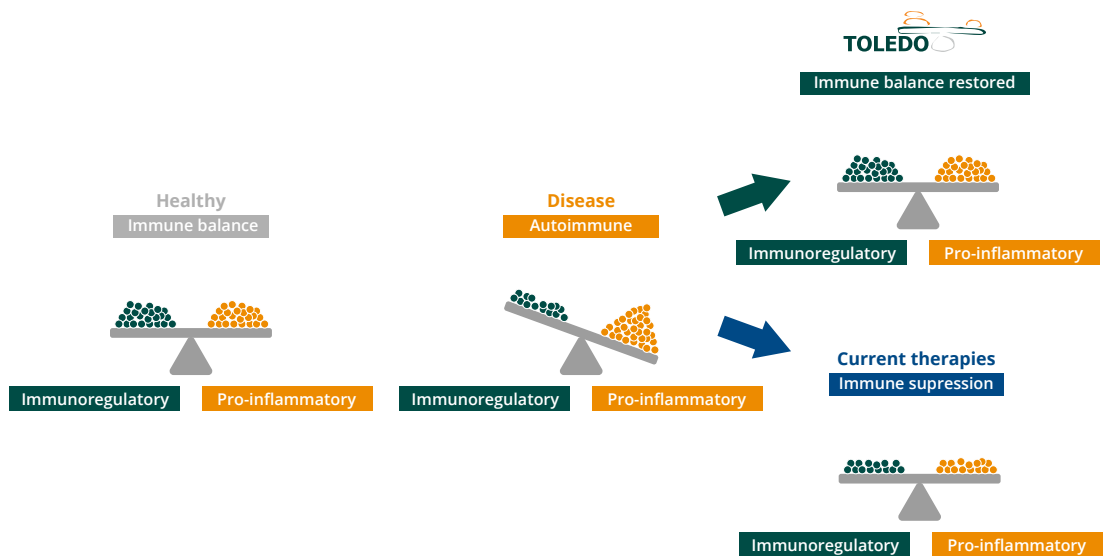 TOLEDO
Immune balance restored
Healthy
Immune balance
Disease
Autoimmune
Immunoregulatory
Pro-inflammatory
Immunoregulatory
Pro-inflammatory
Immunoregulatory
Pro-inflammatory
Current therapies
Immune supression
Immunoregulatory
Pro-inflammatory